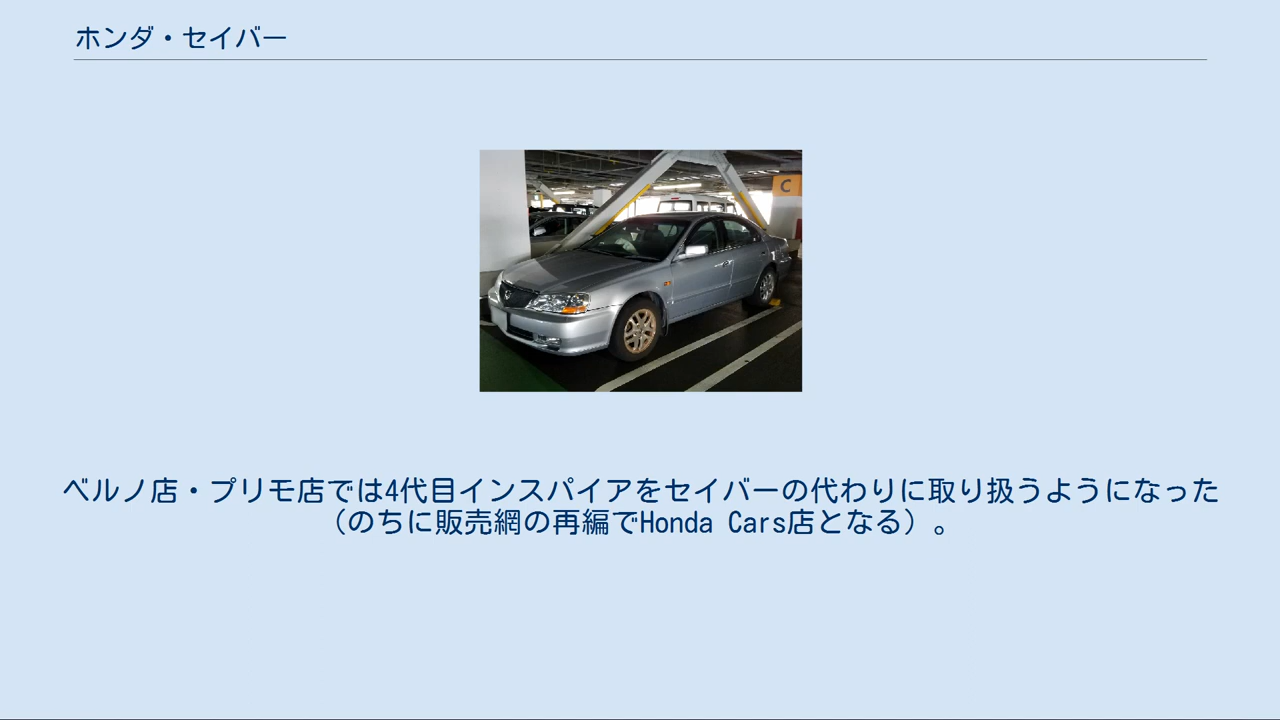 ホンダ・セイバー
C
ベルノ店・プリモ店では4代目インスパイアをセイバーの代わりに取り扱うようになった
（のちに販売網の再編でHonda Cars店となる）。